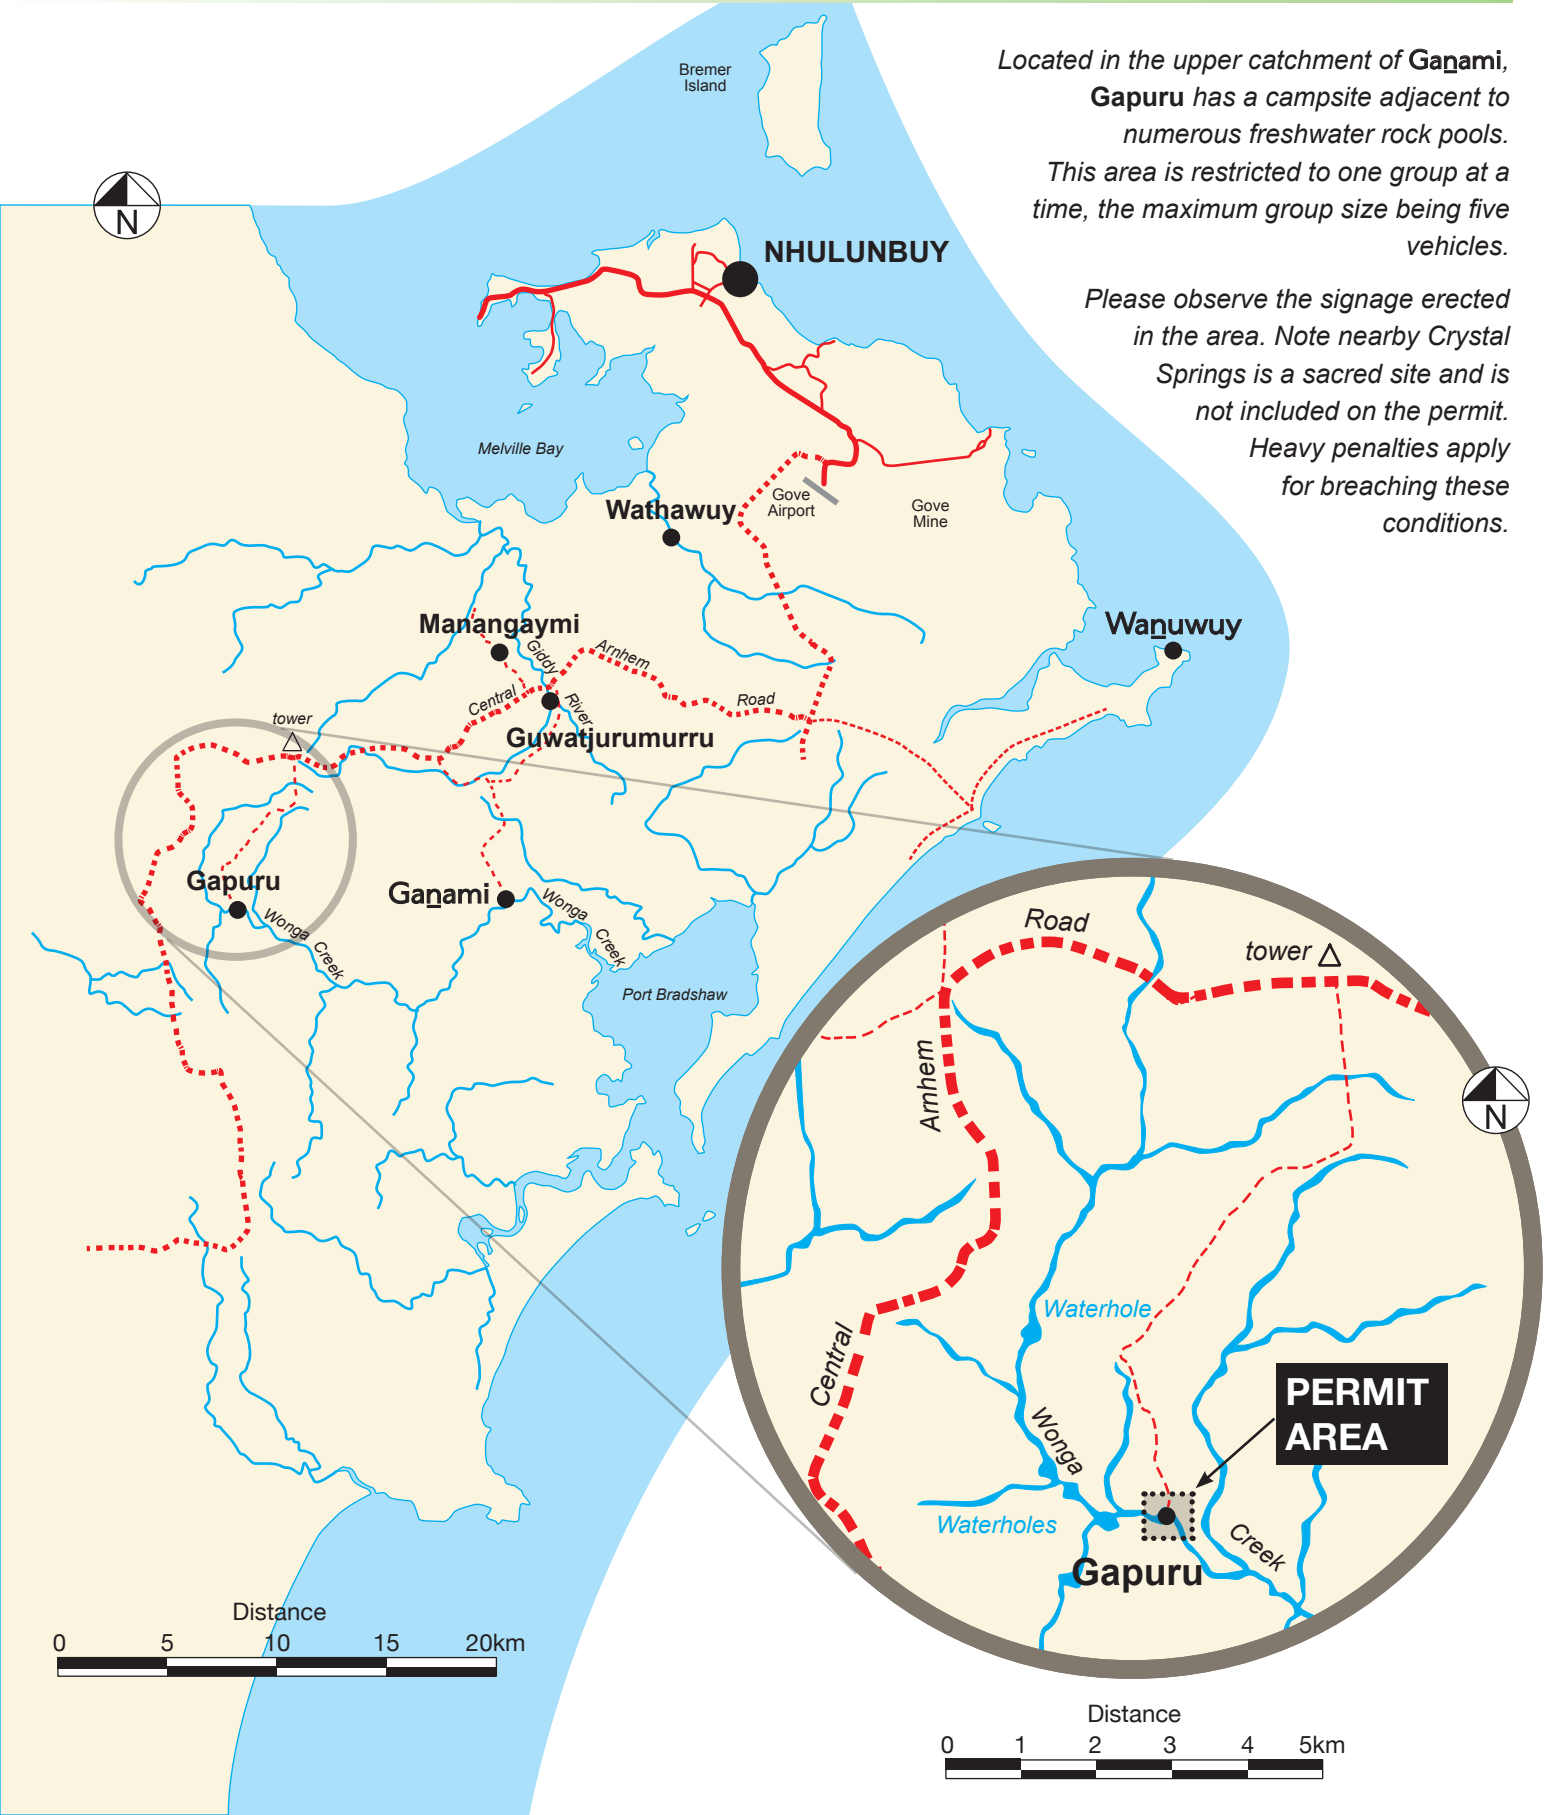 Located in the upper catchment of Ga̱nami,
Gapuru has a campsite adjacent to
numerous freshwater rock pools.
This area is restricted to one group at a
time, the maximum group size being five
vehicles.
Please observe the signage erected
in the area. Note nearby Crystal
Springs is a sacred site and is
not included on the permit.
Heavy penalties apply
for breaching these
conditions.
Bremer
Island
N
NHULUNBUY
Melville Bay
Gove
Airport
Gove
Mine
Wathawuy
Manangaymi
Giddy
River
Arnhem
Central
Road
Wa̱nuwuy
Guwatjurumurru
tower
Gapuru
Wonga
Creek
Gaṉami
Wonga
Creek
Port Bradshaw
Road
tower
Arnhem
N
Waterhole
Central
PERMIT
AREA
Wonga
Waterholes
Creek
Gapuru
Distance
0 5 10 15 20km
Distance
0 1 2 3 4 5km